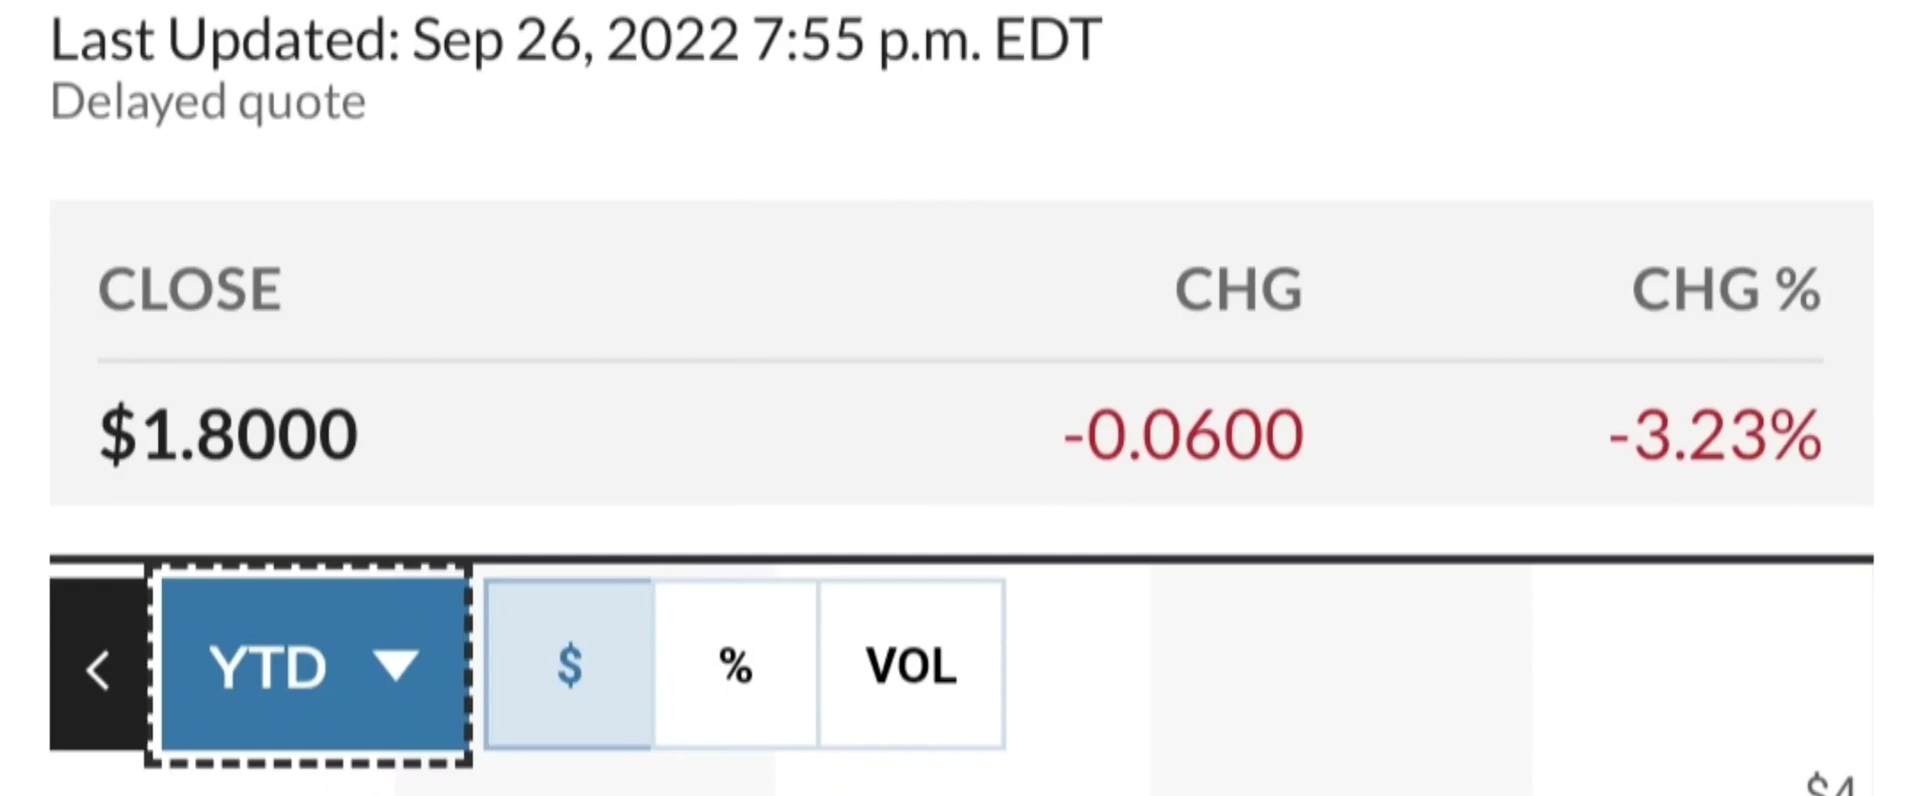 Last Updated: Sep 26, 2022 7:55 p.m. EDT
Delayed quote
CLOSE CHG CHG %
$1.8000 -0.0600 -3.23%
YTD $ % VOL
$4